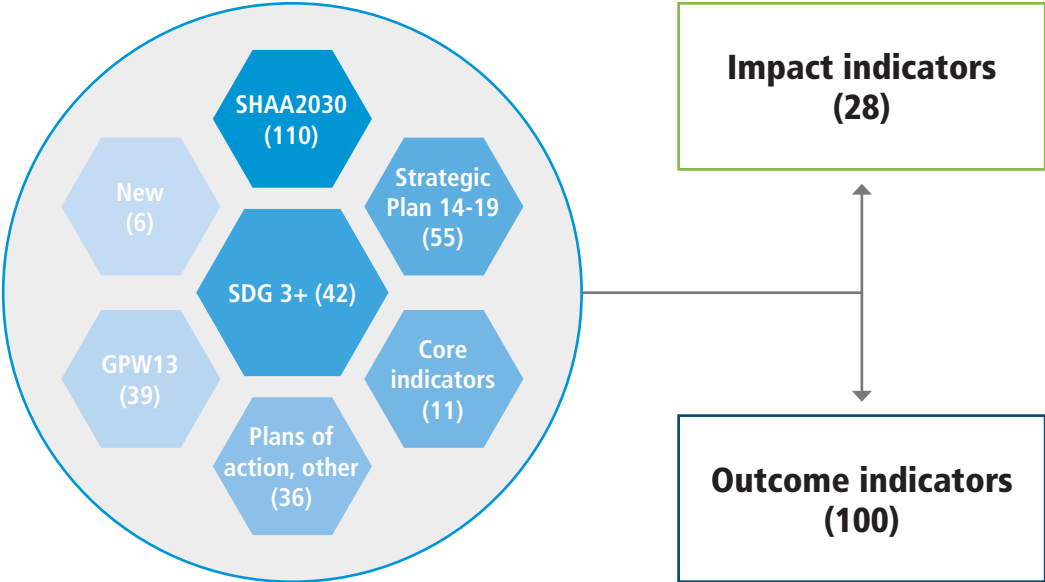 SHAA2030
(110)
New
(6)
Strategic
Plan 14-19
(55)
SDG 3+ (42)
GPW13
(39)
Core
indicators
(11)
Plans of
action, other
(36)
Impact indicators
(28)
Outcome indicators
(100)